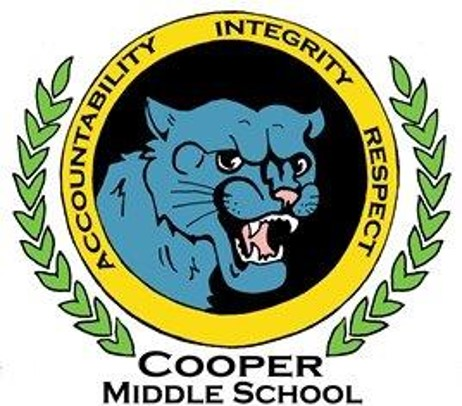 ACCOUNTABILITY
INTEGRITY
RESPECT
COOPER
MIDDLE SCHOOL